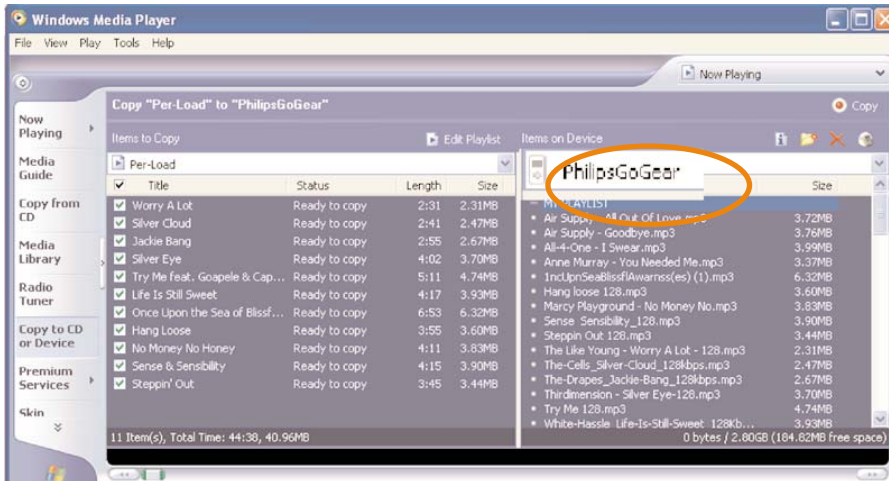 Windows Media Player
File View Play Tools Help
Now Playing
Copy "Per-Load" to "PhilipsGoGear"
Copy
Now
Playing
Media
Guide
Copy from
CD
Media
Library
Radio
Tuner
Copy to CD
or Device
Premium
Services
Skin
Items to Copy
Edit Playlist
Per-Load
Title Status Length Size
Worry A Lot Ready to copy 2:31 2.31MB
Silver Cloud Ready to copy 2:41 2.47MB
Jackie Bang Ready to copy 2:55 2.67MB
Silver Eye Ready to copy 4:02 3.70MB
Try Me feat. Goapele & Cap... Ready to copy 5:11 4.74MB
Life Is Still Sweet Ready to copy 4:17 3.93MB
Once Upon the Sea of Blissf... Ready to copy 6:53 6.32MB
Hang Loose Ready to copy 3:55 3.60MB
No Money No Honey Ready to copy 4:11 3.83MB
Sense & Sensibility Ready to copy 4:15 3.90MB
Steppin' Out Ready to copy 3:45 3.44MB
11 Item(s), Total Time: 44:38, 40.96MB
Items on Device
PhilipsGoGear
Size
MY PLAYLIST
Air Supply - All Out Of Love.mp3 3.72MB
Air Supply - Goodbye.mp3 3.76MB
All-4-One - I Swear.mp3 3.99MB
Anne Murray - You Needed Me.mp3 3.37MB
1ncUpnSeaBlissflAwarnss(es) (1).mp3 6.32MB
Hang loose 128.mp3 3.60MB
Marcy Playground - No Money No.mp3 3.83MB
Sense Sensibility_128.mp3 3.90MB
Steppin Out 128.mp3 3.44MB
The Like Young - Worry A Lot - 128.mp3 2.31MB
The-Cells_Silver-Cloud_128kbps.mp3 2.47MB
The-Drapes_Jackie-Bang_128kbps.mp3 2.67MB
Thirdimension - Silver Eye-128.mp3 3.70MB
Try Me 128.mp3 4.74MB
White-Hassle_Life-Is-Still-Sweet_128Kb... 3.93MB
0 bytes / 2.80GB (184.82MB free space)